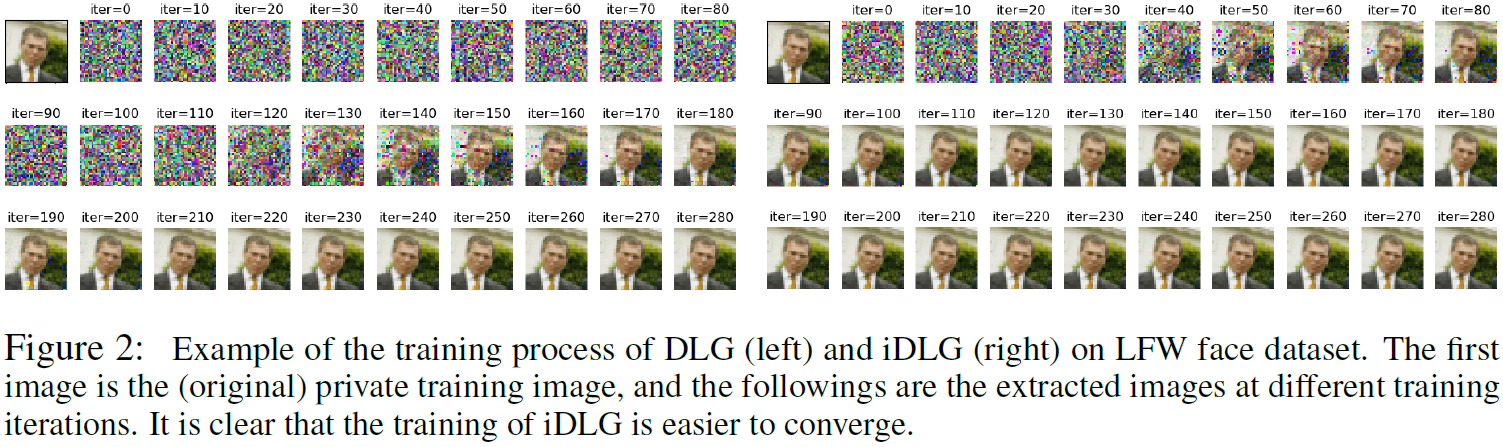 iter=0 iter=10 iter=20 iter=30 iter=40 iter=50 iter=60 iter=70 iter=80
iter=90 iter=100 iter=110 iter=120 iter=130 iter=140 iter=150 iter=160 iter=170 iter=180
iter=190 iter=200 iter=210 iter=220 iter=230 iter=240 iter=250 iter=260 iter=270 iter=280
iter=0 iter=10 iter=20 iter=30 iter=40 iter=50 iter=60 iter=70 iter=80
iter=90 iter=100 iter=110 iter=120 iter=130 iter=140 iter=150 iter=160 iter=170 iter=180
iter=190 iter=200 iter=210 iter=220 iter=230 iter=240 iter=250 iter=260 iter=270 iter=280
Figure 2: Example of the training process of DLG (left) and iDLG (right) on LFW face dataset. The first
image is the (original) private training image, and the followings are the extracted images at different training
iterations. It is clear that the training of iDLG is easier to converge.